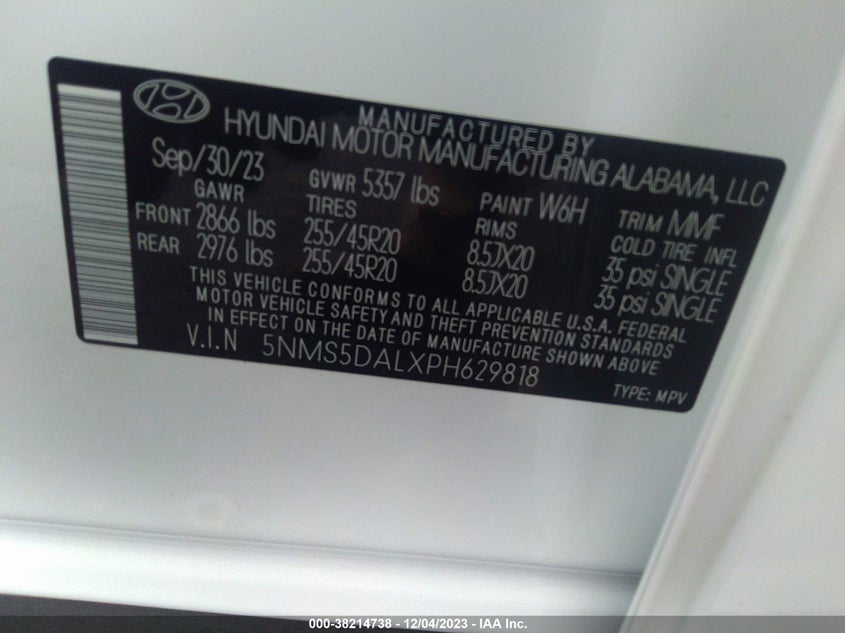 MANUFACTURED BY
HYUNDAI MOTOR MANUFACTURING ALABAMA, LLC
Sep/30/23 GVWR 5357 lbs PAINT W6H TRIM MMF
GAWR TIRES RIMS COLD TIRE INFL
FRONT 2866 lbs 255/45R20 8.5JX20 35 psi SINGLE
REAR 2976 lbs 255/45R20 8.5JX20 35 psi SINGLE
THIS VEHICLE CONFORMS TO ALL APPLICABLE U.S.A. FEDERAL
MOTOR VEHICLE SAFETY AND THEFT PREVENTION STANDARDS
IN EFFECT ON THE DATE OF MANUFACTURE SHOWN ABOVE
V.I.N 5NMS5DALXPH629818
TYPE: MPV
000-38214738 - 12/04/2023 - IAA Inc.